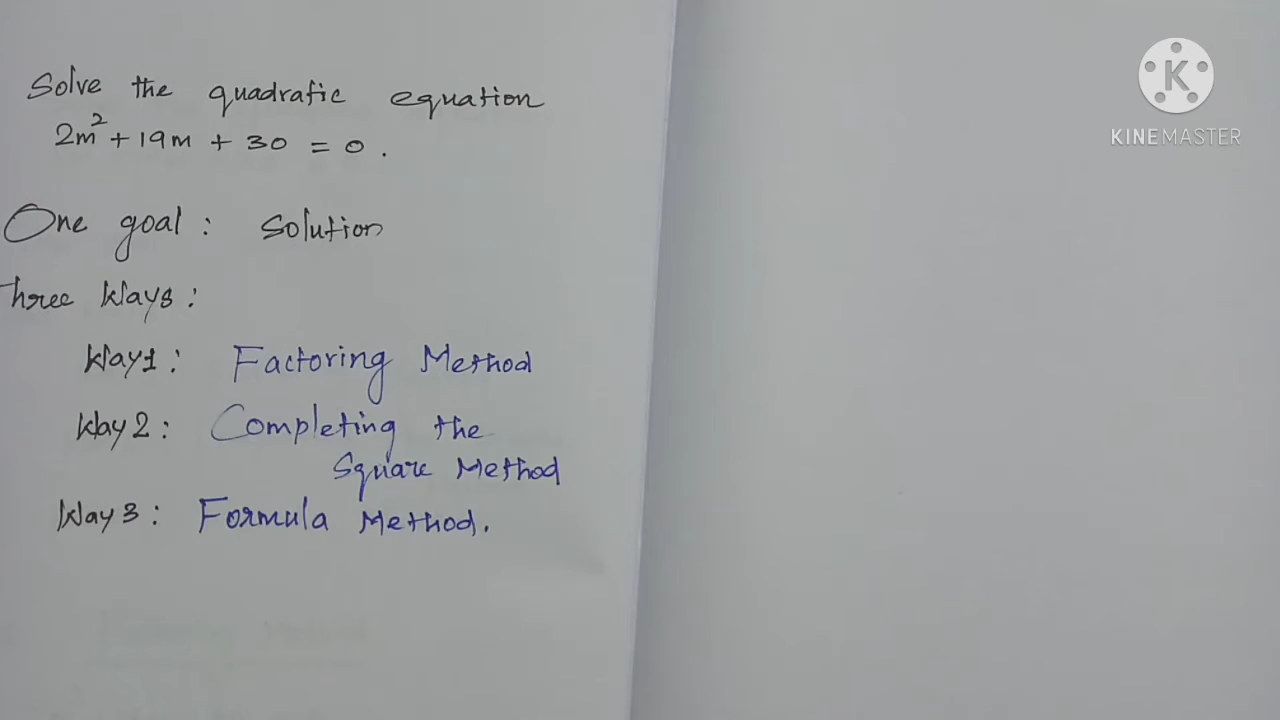 Solve the quadratic equation
2m² + 19m + 30 = 0.
One goal: Solution
Three Ways:
Way 1: Factoring Method
Way 2: Completing the
Square Method
Way 3: Formula Method.
KINEMASTER